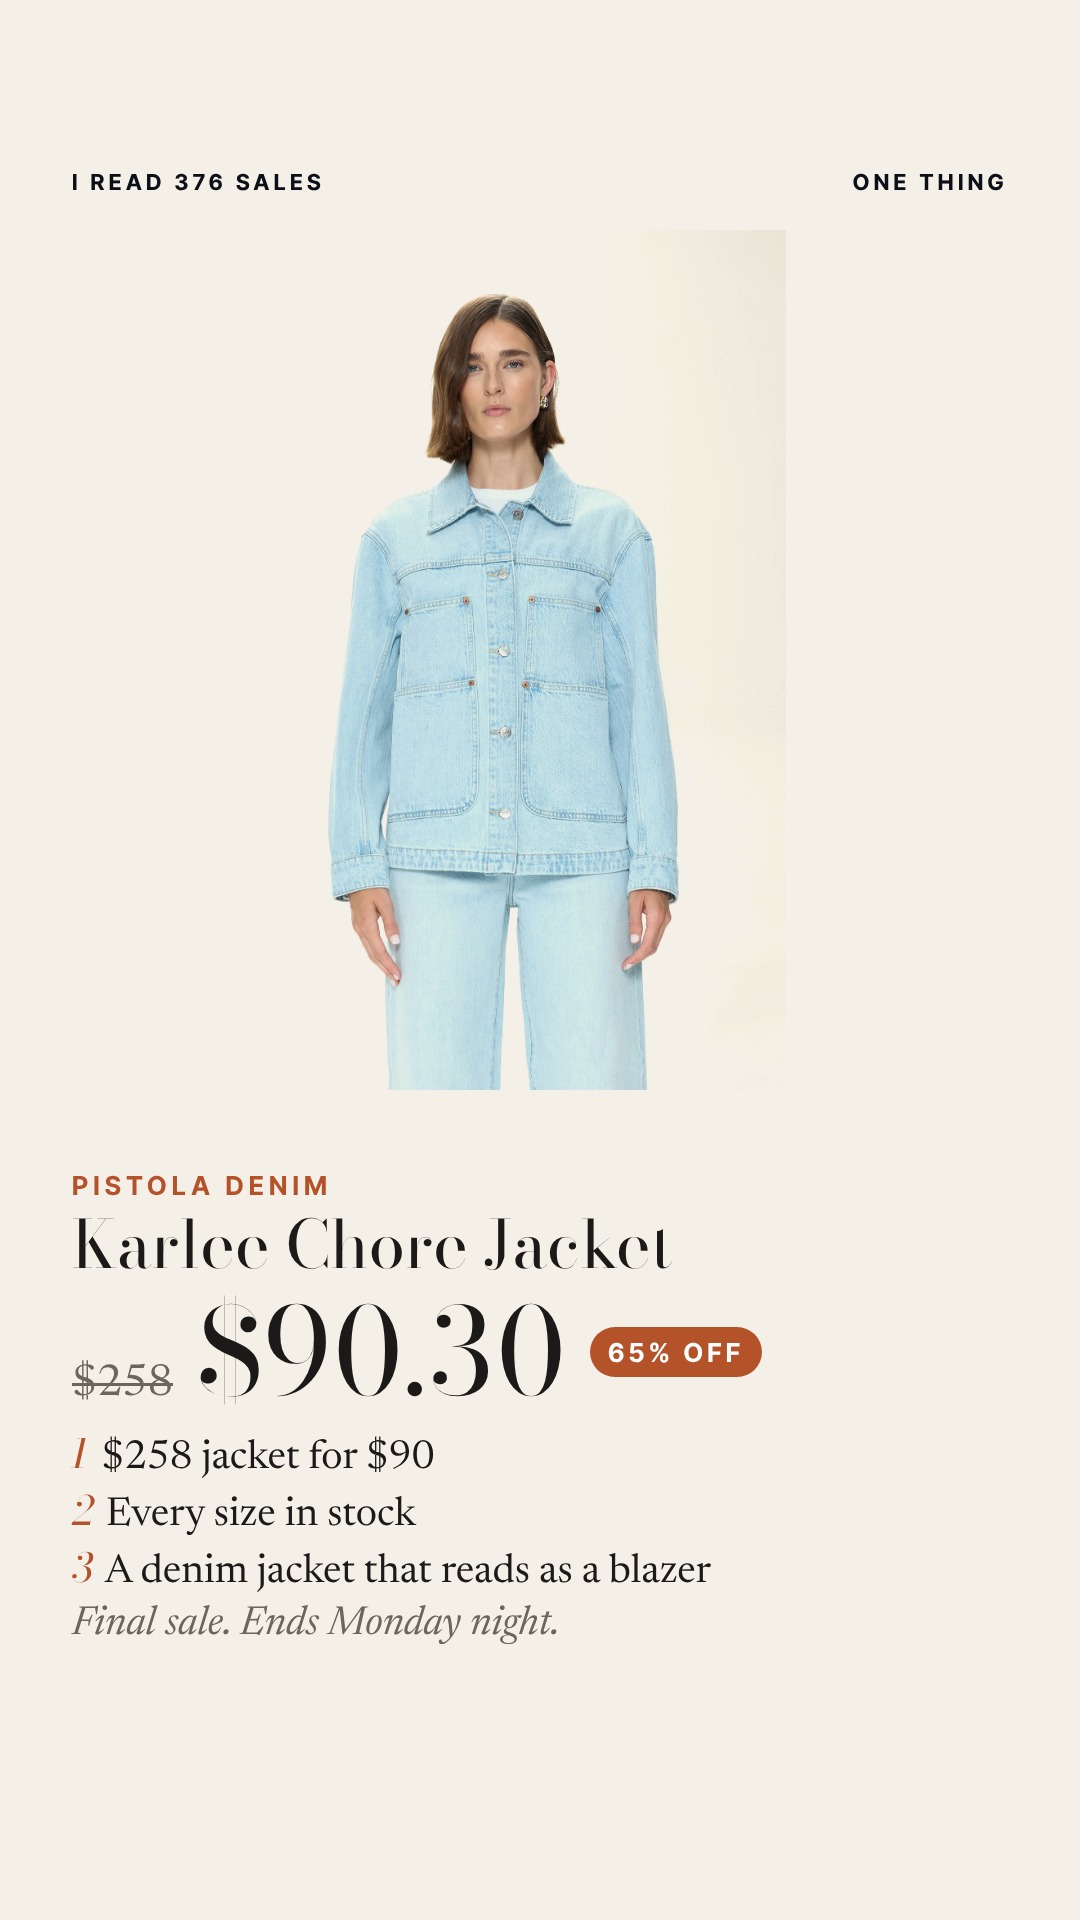 I READ 376 SALES
ONE THING
PISTOLA DENIM
Karlee Chore Jacket
$258 $90.30 65% OFF
1 $258 jacket for $90
2 Every size in stock
3 A denim jacket that reads as a blazer
Final sale. Ends Monday night.